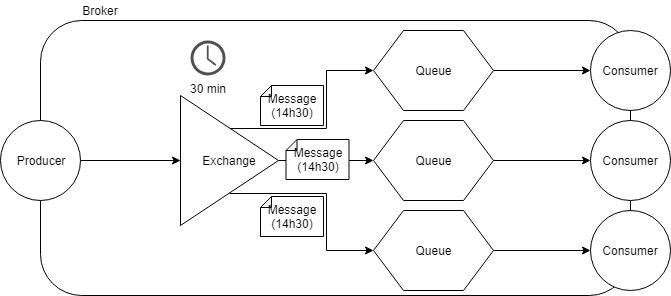 Broker
30 min
Message
(14h30)
Queue
Consumer
Producer
Exchange
Message
(14h30)
Queue
Consumer
Message
(14h30)
Queue
Consumer